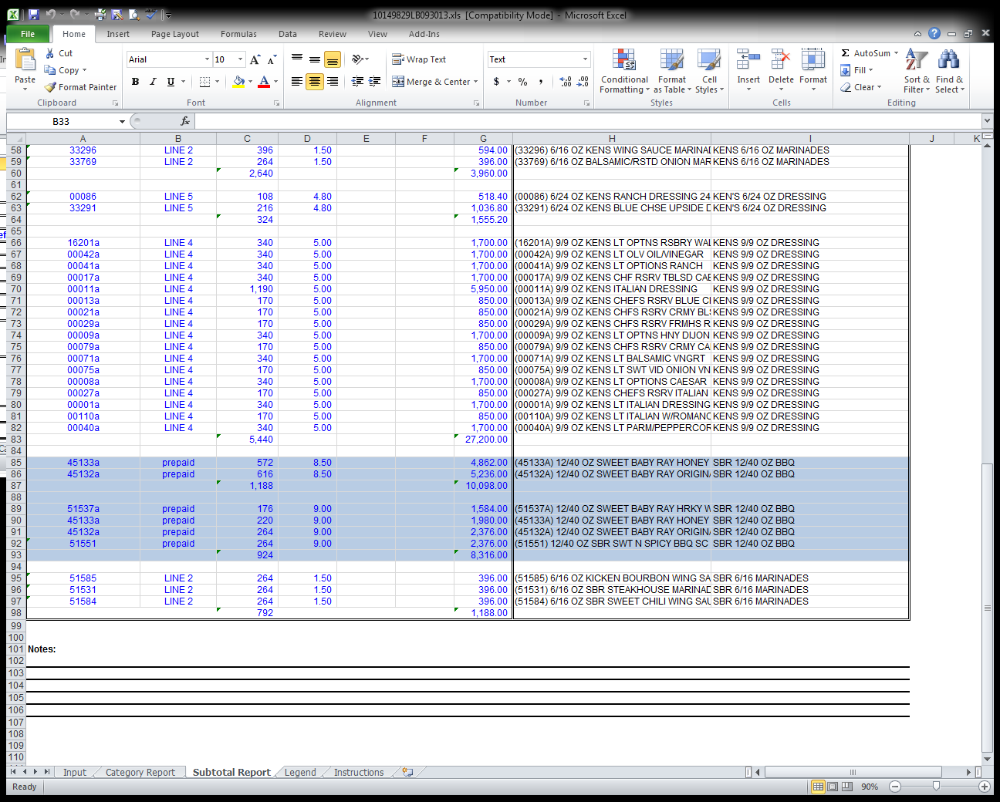 10149829LB093013.xls [Compatibility Mode] - Microsoft Excel
File Home Insert Page Layout Formulas Data Review View Add-Ins
Cut
Copy
Format Painter
Paste
Clipboard
Arial 10
B I U A
Font
Wrap Text
Merge & Center
Alignment
Text
$ % ,
Number
Conditional Formatting
Format as Table
Cell Styles
Styles
Insert Delete Format
Cells
Σ AutoSum
Fill
Clear
Sort & Filter
Find & Select
Editing
B33 fx
A B C D E F G H I J K
58 33296 LINE 2 396 1.50 594.00 (33296) 6/16 OZ KENS WING SAUCE MARINAD KENS 6/16 OZ MARINADES
59 33769 LINE 2 264 1.50 396.00 (33769) 6/16 OZ BALSAMIC/RSTD ONION MAR KENS 6/16 OZ MARINADES
60 2,640 3,960.00
61
62 00086 LINE 5 108 4.80 518.40 (00086) 6/24 OZ KENS RANCH DRESSING 24 KEN'S 6/24 OZ DRESSING
63 33291 LINE 5 216 4.80 1,036.80 (33291) 6/24 OZ KENS BLUE CHSE UPSIDE D KEN'S 6/24 OZ DRESSING
64 324 1,555.20
65
66 16201a LINE 4 340 5.00 1,700.00 (16201A) 9/9 OZ KENS LT OPTNS RSBRY WAL KENS 9/9 OZ DRESSING
67 00042a LINE 4 340 5.00 1,700.00 (00042A) 9/9 OZ KENS LT OLV OIL/VINEGAR KENS 9/9 OZ DRESSING
68 00041a LINE 4 340 5.00 1,700.00 (00041A) 9/9 OZ KENS LT OPTIONS RANCH KENS 9/9 OZ DRESSING
69 00017a LINE 4 340 5.00 1,700.00 (00017A) 9/9 OZ KENS CHF RSRV TBLSD CAE KENS 9/9 OZ DRESSING
70 00011a LINE 4 1,190 5.00 5,950.00 (00011A) 9/9 OZ KENS ITALIAN DRESSING KENS 9/9 OZ DRESSING
71 00013a LINE 4 170 5.00 850.00 (00013A) 9/9 OZ KENS CHEFS RSRV BLUE CI KENS 9/9 OZ DRESSING
72 00021a LINE 4 170 5.00 850.00 (00021A) 9/9 OZ KENS CHFS RSRV CRMY BL KENS 9/9 OZ DRESSING
73 00029a LINE 4 170 5.00 850.00 (00029A) 9/9 OZ KENS CHFS RSRV FRMHS R KENS 9/9 OZ DRESSING
74 00009a LINE 4 340 5.00 1,700.00 (00009A) 9/9 OZ KENS LT OPTNS HNY DIJON KENS 9/9 OZ DRESSING
75 00079a LINE 4 170 5.00 850.00 (00079A) 9/9 OZ KENS CHFS RSRV CRMY CA KENS 9/9 OZ DRESSING
76 00071a LINE 4 340 5.00 1,700.00 (00071A) 9/9 OZ KENS LT BALSAMIC VNGRT KENS 9/9 OZ DRESSING
77 00075a LINE 4 170 5.00 850.00 (00075A) 9/9 OZ KENS LT SWT VID ONION VN KENS 9/9 OZ DRESSING
78 00008a LINE 4 340 5.00 1,700.00 (00008A) 9/9 OZ KENS LT OPTIONS CAESAR KENS 9/9 OZ DRESSING
79 00027a LINE 4 170 5.00 850.00 (00027A) 9/9 OZ KENS CHEFS RSRV ITALIAN KENS 9/9 OZ DRESSING
80 00001a LINE 4 340 5.00 1,700.00 (00001A) 9/9 OZ KENS LT ITALIAN DRESSING KENS 9/9 OZ DRESSING
81 00110a LINE 4 170 5.00 850.00 (00110A) 9/9 OZ KENS LT ITALIAN W/ROMANO KENS 9/9 OZ DRESSING
82 00040a LINE 4 340 5.00 1,700.00 (00040A) 9/9 OZ KENS LT PARM/PEPPERCOR KENS 9/9 OZ DRESSING
83 5,440 27,200.00
84
85 45133a prepaid 572 8.50 4,862.00 (45133A) 12/40 OZ SWEET BABY RAY HONEY SBR 12/40 OZ BBQ
86 45132a prepaid 616 8.50 5,236.00 (45132A) 12/40 OZ SWEET BABY RAY ORIGINA SBR 12/40 OZ BBQ
87 1,188 10,098.00
88
89 51537a prepaid 176 9.00 1,584.00 (51537A) 12/40 OZ SWEET BABY RAY HRKY W SBR 12/40 OZ BBQ
90 45133a prepaid 220 9.00 1,980.00 (45133A) 12/40 OZ SWEET BABY RAY HONEY SBR 12/40 OZ BBQ
91 45132a prepaid 264 9.00 2,376.00 (45132A) 12/40 OZ SWEET BABY RAY ORIGINA SBR 12/40 OZ BBQ
92 51551 prepaid 264 9.00 2,376.00 (51551) 12/40 OZ SBR SWT N SPICY BBQ SC SBR 12/40 OZ BBQ
93 924 8,316.00
94
95 51585 LINE 2 264 1.50 396.00 (51585) 6/16 OZ KICKEN BOURBON WING SA SBR 6/16 MARINADES
96 51531 LINE 2 264 1.50 396.00 (51531) 6/16 OZ SBR STEAKHOUSE MARINAD SBR 6/16 MARINADES
97 51584 LINE 2 264 1.50 396.00 (51584) 6/16 OZ SBR SWEET CHILI WING SAU SBR 6/16 MARINADES
98 792 1,188.00
99
100
101 Notes:
102
103
104
105
106
107
108
109
110
Input Category Report Subtotal Report Legend Instructions
Ready 90%